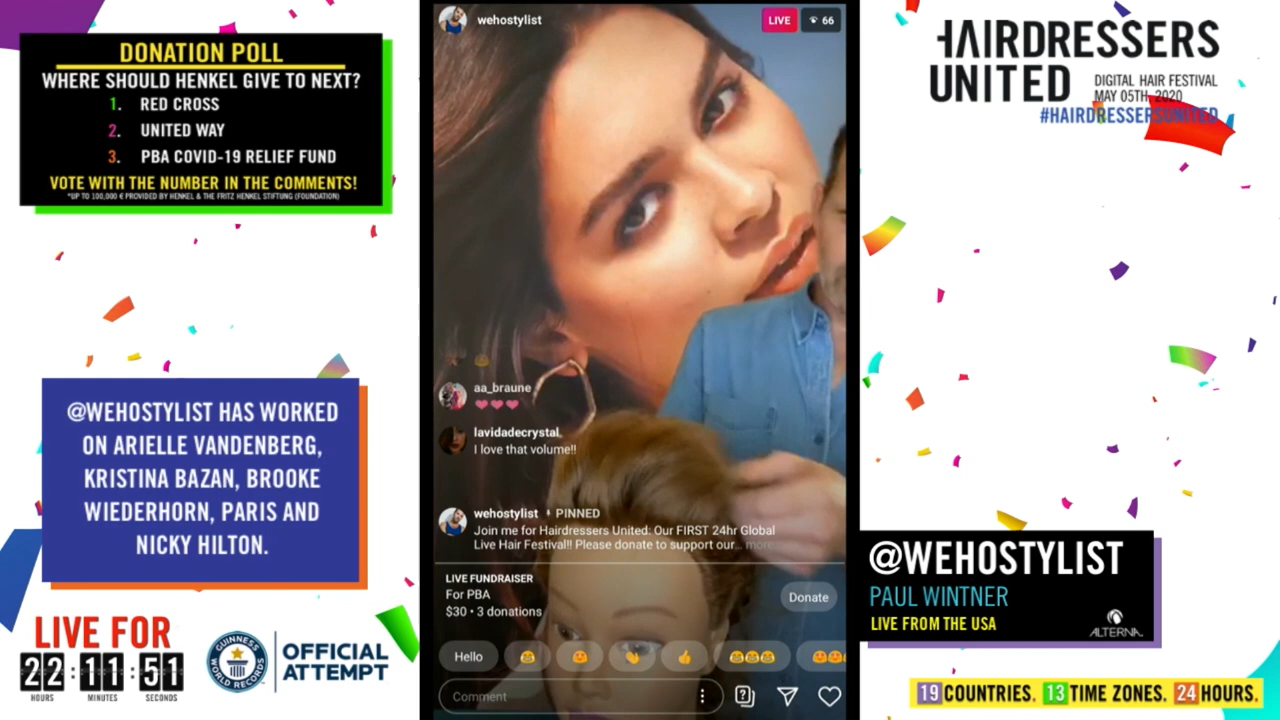 DONATION POLL
WHERE SHOULD HENKEL GIVE TO NEXT?
1. RED CROSS
2. UNITED WAY
3. PBA COVID-19 RELIEF FUND
VOTE WITH THE NUMBER IN THE COMMENTS!
*UP TO 100,000 € PROVIDED BY HENKEL & THE FRITZ HENKEL STIFTUNG (FOUNDATION)
@WEHOSTYLIST HAS WORKED
ON ARIELLE VANDENBERG,
KRISTINA BAZAN, BROOKE
WIEDERHORN, PARIS AND
NICKY HILTON.
LIVE FOR
22:11:51
HOURS MINUTES SECONDS
GUINNESS WORLD RECORDS
OFFICIAL
ATTEMPT
wehostylist
LIVE 66
aa_braune
lavidadecrystal
I love that volume!!
wehostylist PINNED
Join me for Hairdressers United: Our FIRST 24hr Global
Live Hair Festival!! Please donate to support our... more
LIVE FUNDRAISER
For PBA
$30 • 3 donations
Donate
Hello
Comment
HAIRDRESSERS
UNITED
DIGITAL HAIR FESTIVAL
MAY 05TH, 2020
#HAIRDRESSERSUNITED
@WEHOSTYLIST
PAUL WINTNER
LIVE FROM THE USA
ALTERNA
19 COUNTRIES. 13 TIME ZONES. 24 HOURS.